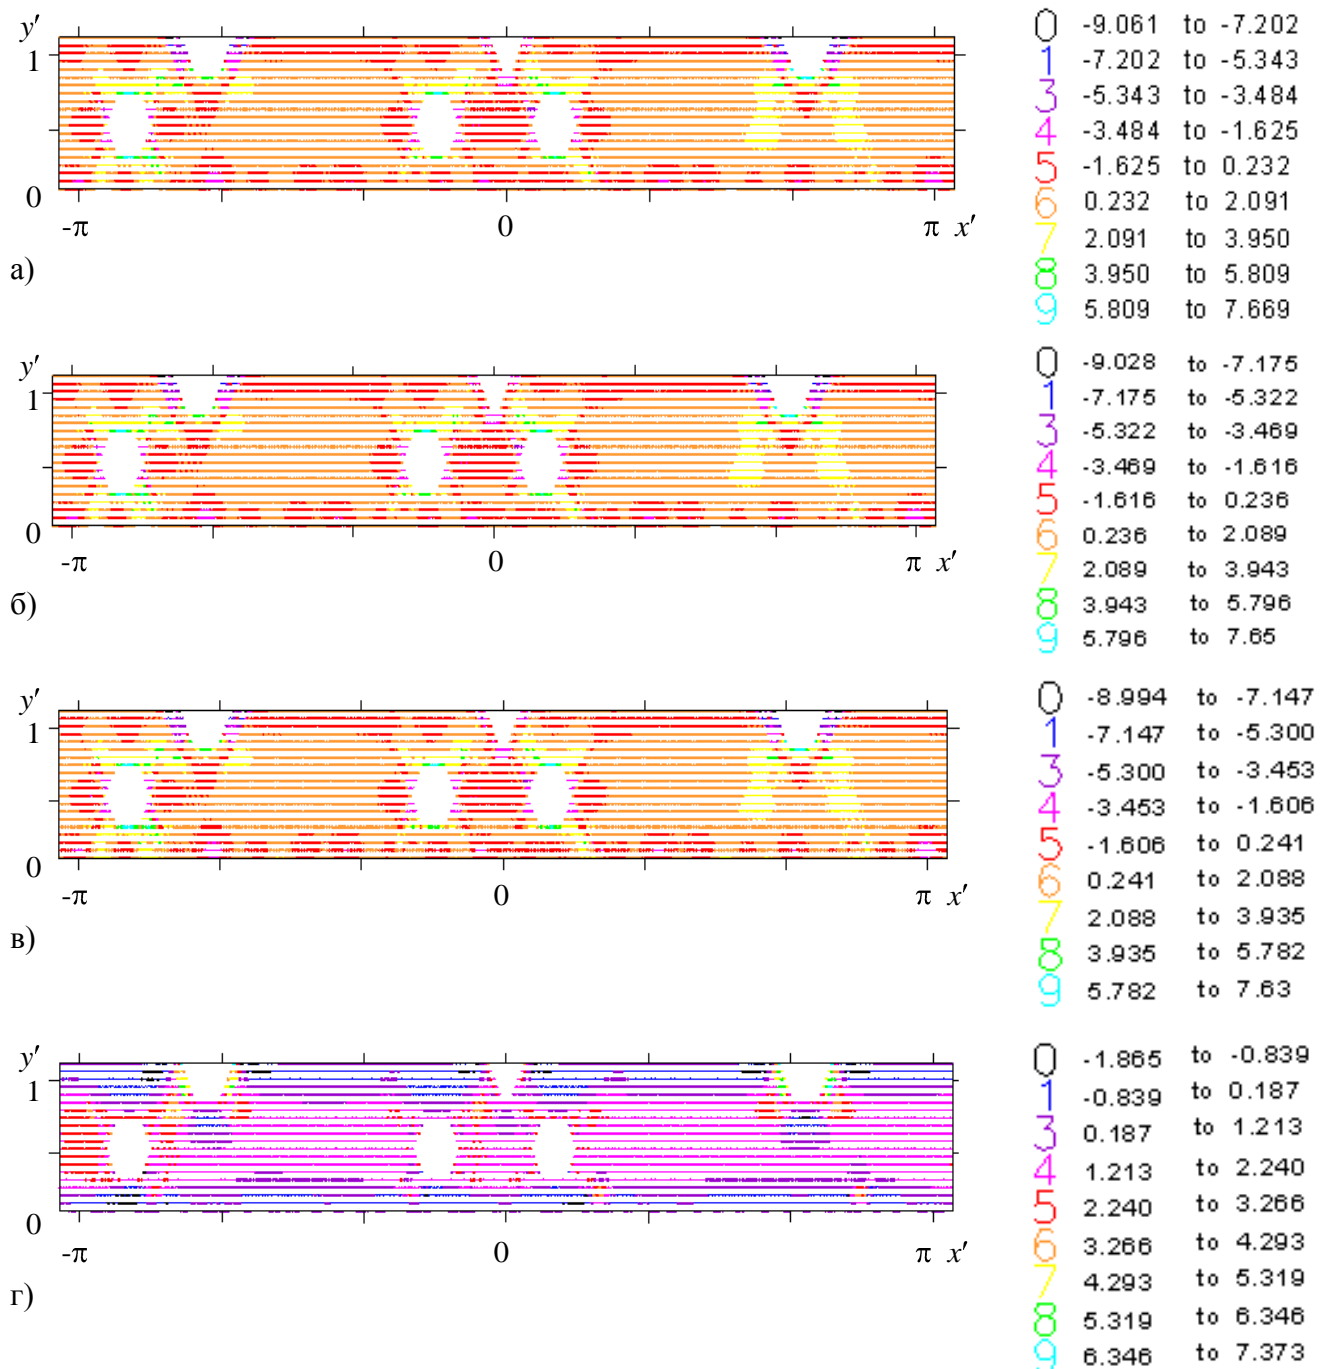 y′
1
0
-π 0 π x′
а)
0 -9.061 to -7.202
1 -7.202 to -5.343
3 -5.343 to -3.484
4 -3.484 to -1.625
5 -1.625 to 0.232
6 0.232 to 2.091
7 2.091 to 3.950
8 3.950 to 5.809
9 5.809 to 7.669
y′
1
0
-π 0 π x′
б)
0 -9.028 to -7.175
1 -7.175 to -5.322
3 -5.322 to -3.469
4 -3.469 to -1.616
5 -1.616 to 0.236
6 0.236 to 2.089
7 2.089 to 3.943
8 3.943 to 5.796
9 5.796 to 7.65
y′
1
0
-π 0 π x′
в)
0 -8.994 to -7.147
1 -7.147 to -5.300
3 -5.300 to -3.453
4 -3.453 to -1.606
5 -1.606 to 0.241
6 0.241 to 2.088
7 2.088 to 3.935
8 3.935 to 5.782
9 5.782 to 7.63
y′
1
0
-π 0 π x′
г)
0 -1.865 to -0.839
1 -0.839 to 0.187
3 0.187 to 1.213
4 1.213 to 2.240
5 2.240 to 3.266
6 3.266 to 4.293
7 4.293 to 5.319
8 5.319 to 6.346
9 6.346 to 7.373